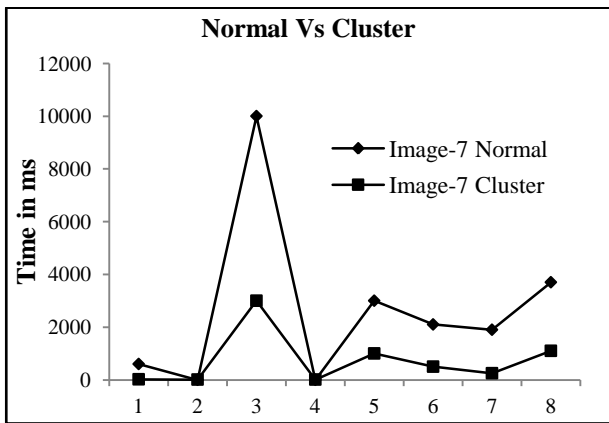 Normal Vs Cluster
12000
10000
8000
6000
4000
2000
0
Time in ms
Image-7 Normal
Image-7 Cluster
1 2 3 4 5 6 7 8